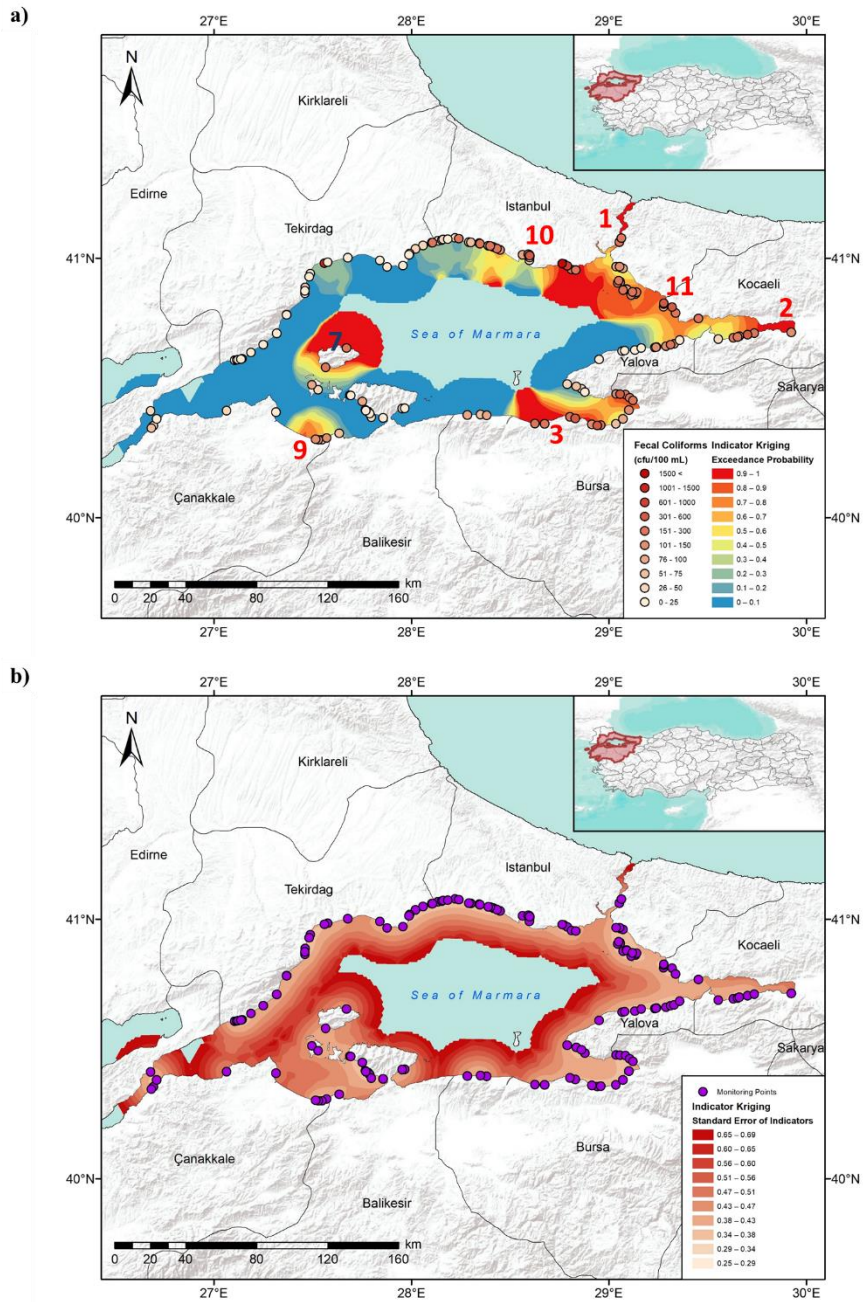 a)
27°E
28°E
29°E
30°E
N
Kirklareli
Edirne
Istanbul
Tekirdag
1
10
41°N
41°N
Kocaeli
11
2
Sea of Marmara
7
Yalova
Sakarya
3
9
Bursa
Çanakkale
40°N
40°N
Balikesir
Fecal Coliforms
(cfu/100 mL)
1500 <
1001 - 1500
601 - 1000
301 - 600
151 - 300
101 - 150
76 - 100
51 - 75
26 - 50
0 - 25
Indicator Kriging
Exceedance Probability
0.9 – 1
0.8 – 0.9
0.7 – 0.8
0.6 – 0.7
0.5 – 0.6
0.4 – 0.5
0.3 – 0.4
0.2 – 0.3
0.1 – 0.2
0 – 0.1
km
0 20 40 80 120 160
27°E
28°E
29°E
30°E
b)
27°E
28°E
29°E
30°E
N
Kirklareli
Edirne
Istanbul
Tekirdag
41°N
41°N
Kocaeli
Sea of Marmara
Yalova
Sakarya
Bursa
Çanakkale
40°N
40°N
Balikesir
Monitoring Points
Indicator Kriging
Standard Error of Indicators
0.65 – 0.69
0.60 – 0.65
0.56 – 0.60
0.51 – 0.56
0.47 – 0.51
0.43 – 0.47
0.38 – 0.43
0.34 – 0.38
0.29 – 0.34
0.25 – 0.29
km
0 20 40 80 120 160
27°E
28°E
29°E
30°E